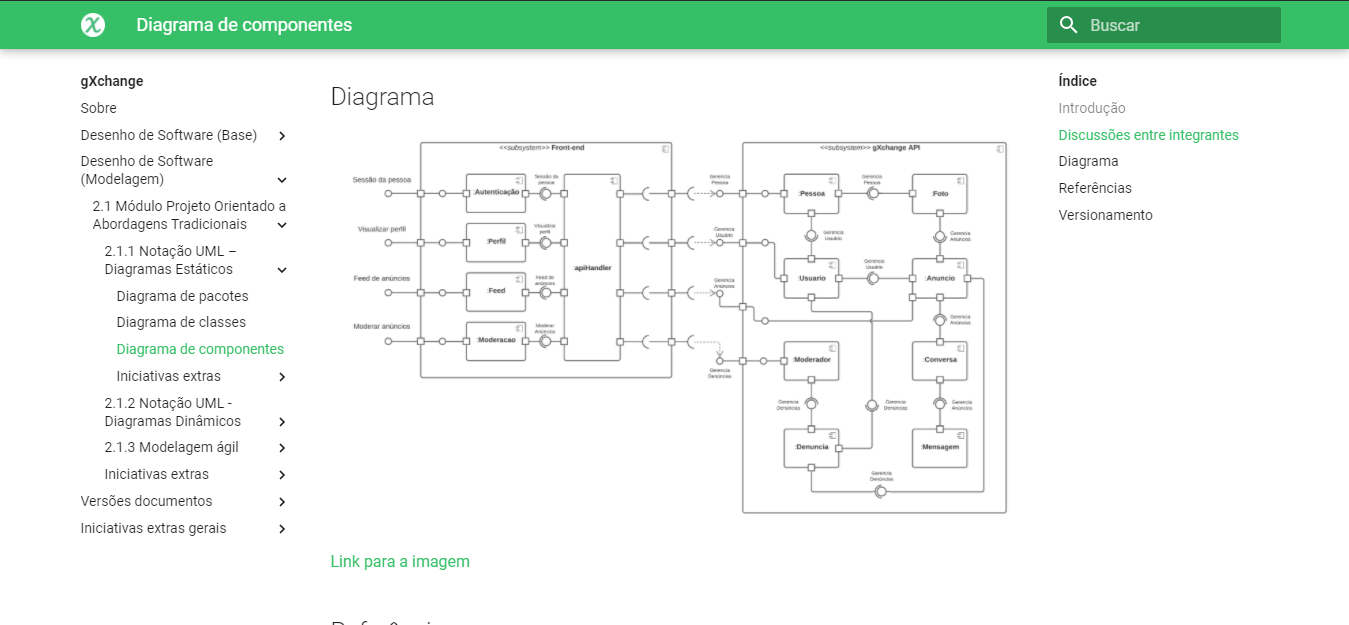 Diagrama de componentes
Buscar
gXchange
Sobre
Desenho de Software (Base)
Desenho de Software
(Modelagem)
2.1 Módulo Projeto Orientado a
Abordagens Tradicionais
2.1.1 Notação UML –
Diagramas Estáticos
Diagrama de pacotes
Diagrama de classes
Diagrama de componentes
Iniciativas extras
2.1.2 Notação UML -
Diagramas Dinâmicos
2.1.3 Modelagem ágil
Iniciativas extras
Versões documentos
Iniciativas extras gerais
Diagrama
<<subsystem>> Front-end
Sessão da pessoa
:Autenticação
Sessão da
pessoa
Visualizar perfil
:Perfil
Visualizar
perfil
Feed de anúncios
:Feed
Feed de
anúncios
Moderar anúncios
:Moderacao
Moderar
Anúncios
:apiHandler
Gerencia
Pessoa
Gerencia
Usuário
Gerencia
Anúncios
Gerencia
Denúncias
<<subsystem>> gXchange API
:Pessoa
Gerencia
Pessoa
:Foto
Gerencia
Usuário
Gerencia
Anúncios
:Usuario
Gerencia
Usuário
:Anuncio
Gerencia
Anúncios
:Moderador
:Conversa
Gerencia
Denúncias
Gerencia
Denúncias
Gerencia
Anúncios
:Denuncia
:Mensagem
Gerencia
Denúncias
Link para a imagem
Índice
Introdução
Discussões entre integrantes
Diagrama
Referências
Versionamento